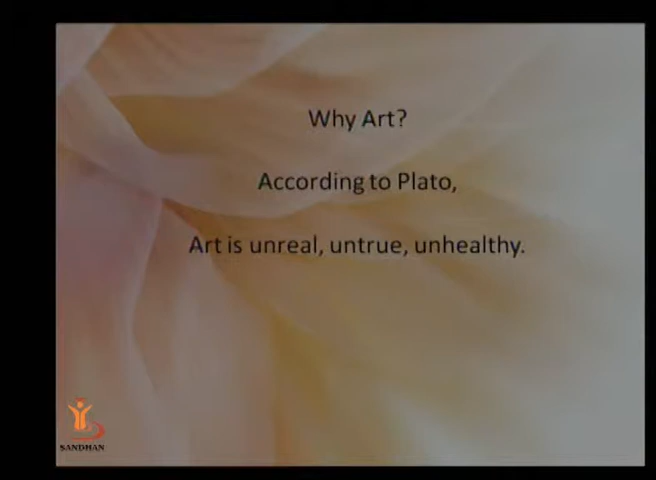 Why Art?
According to Plato,
Art is unreal, untrue, unhealthy.
SANDHAN